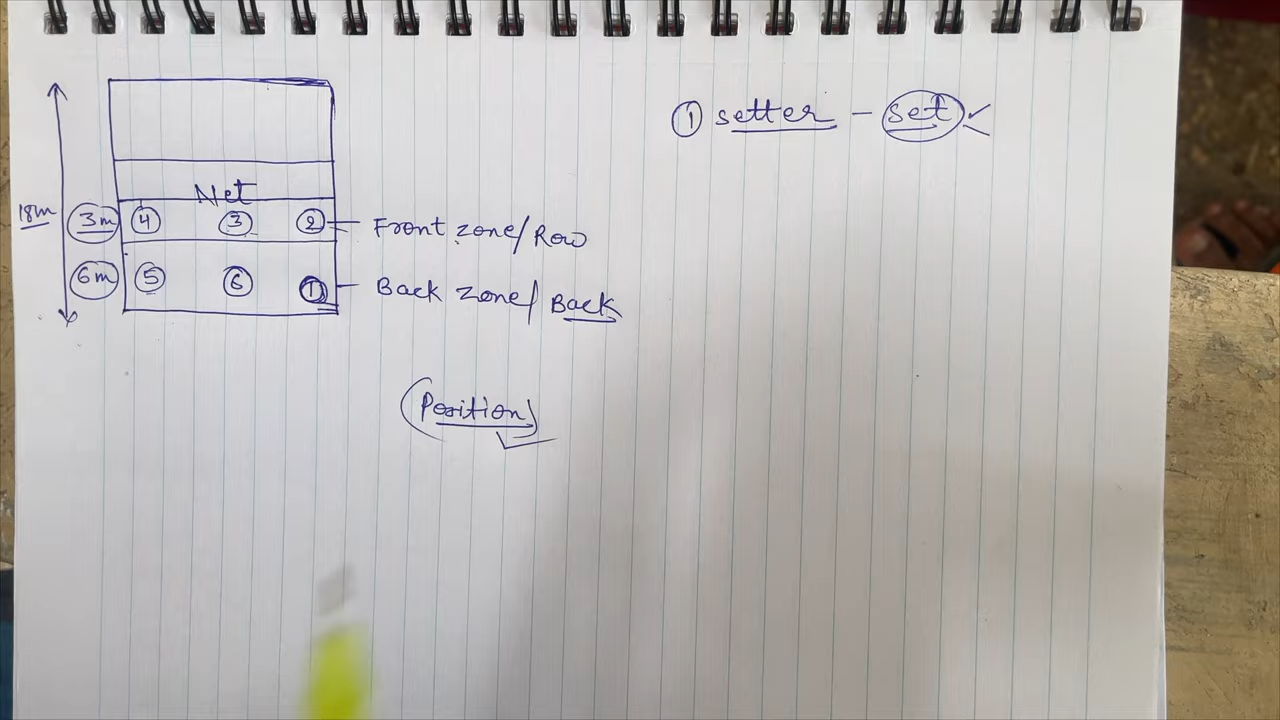 ① setter - set
Net
18m
3m ④ ③ ② Front zone/Row
6m ⑤ ⑥ ① Back zone/Back
(Position)